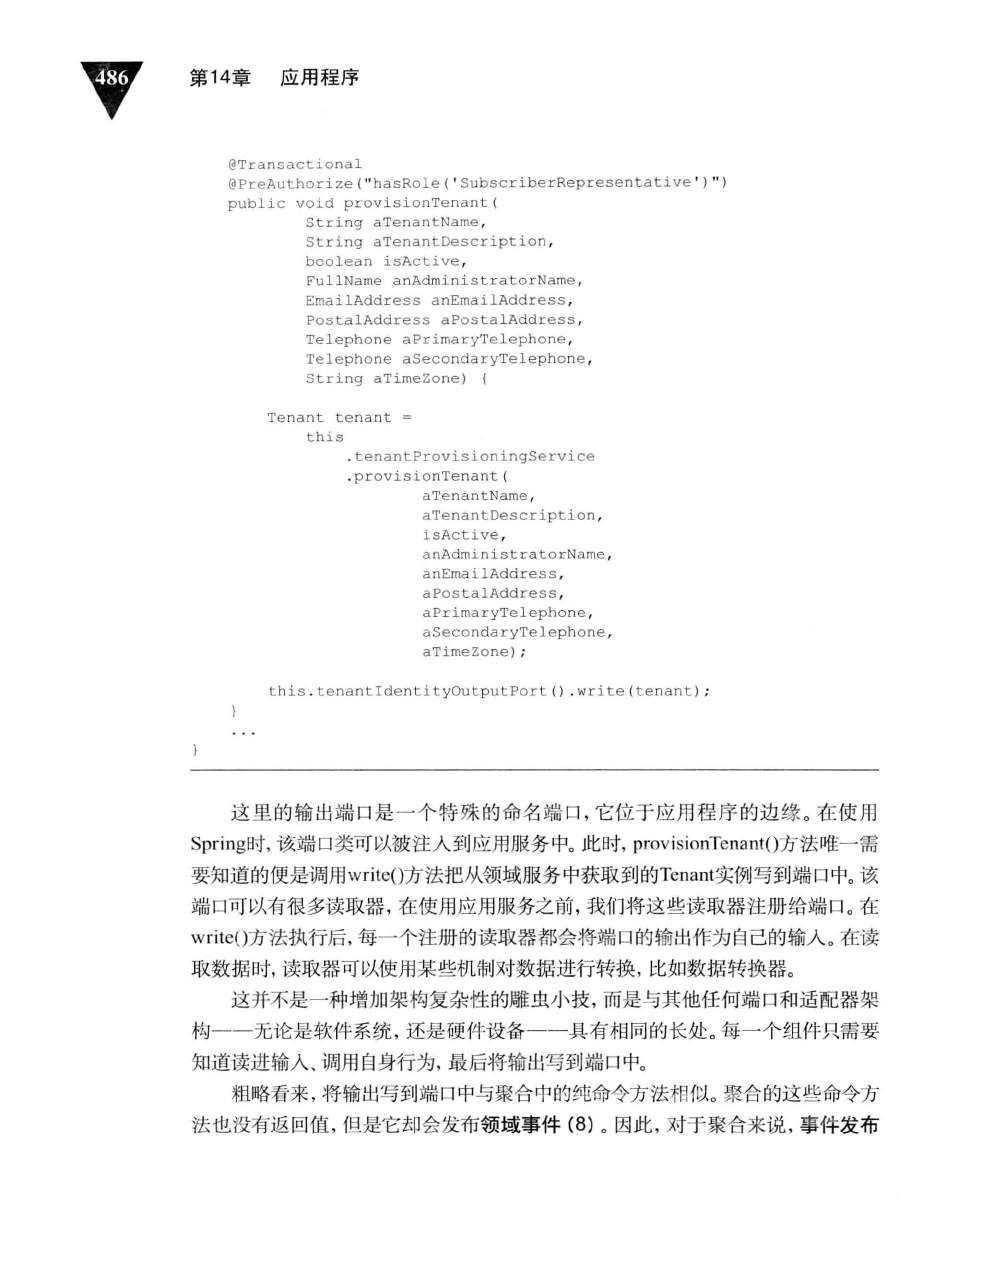 486
第14章 应用程序
@Transactional
@PreAuthorize("hasRole('SubscriberRepresentative')")
public void provisionTenant(
String aTenantName,
String aTenantDescription,
boolean isActive,
FullName anAdministratorName,
EmailAddress anEmailAddress,
PostalAddress aPostalAddress,
Telephone aPrimaryTelephone,
Telephone aSecondaryTelephone,
String aTimeZone) {
Tenant tenant =
this
.tenantProvisioningService
.provisionTenant(
aTenantName,
aTenantDescription,
isActive,
anAdministratorName,
anEmailAddress,
aPostalAddress,
aPrimaryTelephone,
aSecondaryTelephone,
aTimeZone);
this.tenantIdentityOutputPort().write(tenant);
}
...
}
这里的输出端口是一个特殊的命名端口，它位于应用程序的边缘。在使用
Spring时，该端口类可以被注入到应用服务中。此时，provisionTenant()方法唯一需
要知道的便是调用write()方法把从领域服务中获取到的Tenant实例写到端口中。该
端口可以有很多读取器，在使用应用服务之前，我们将这些读取器注册给端口。在
write()方法执行后，每一个注册的读取器都会将端口的输出作为自己的输入。在读
取数据时，读取器可以使用某些机制对数据进行转换，比如数据转换器。
这并不是一种增加架构复杂性的雕虫小技，而是与其他任何端口和适配器架
构——无论是软件系统，还是硬件设备——具有相同的长处。每一个组件只需要
知道读进输入、调用自身行为，最后将输出写到端口中。
粗略看来，将输出写到端口中与聚合中的纯命令方法相似。聚合的这些命令方
法也没有返回值，但是它却会发布领域事件（8）。因此，对于聚合来说，事件发布